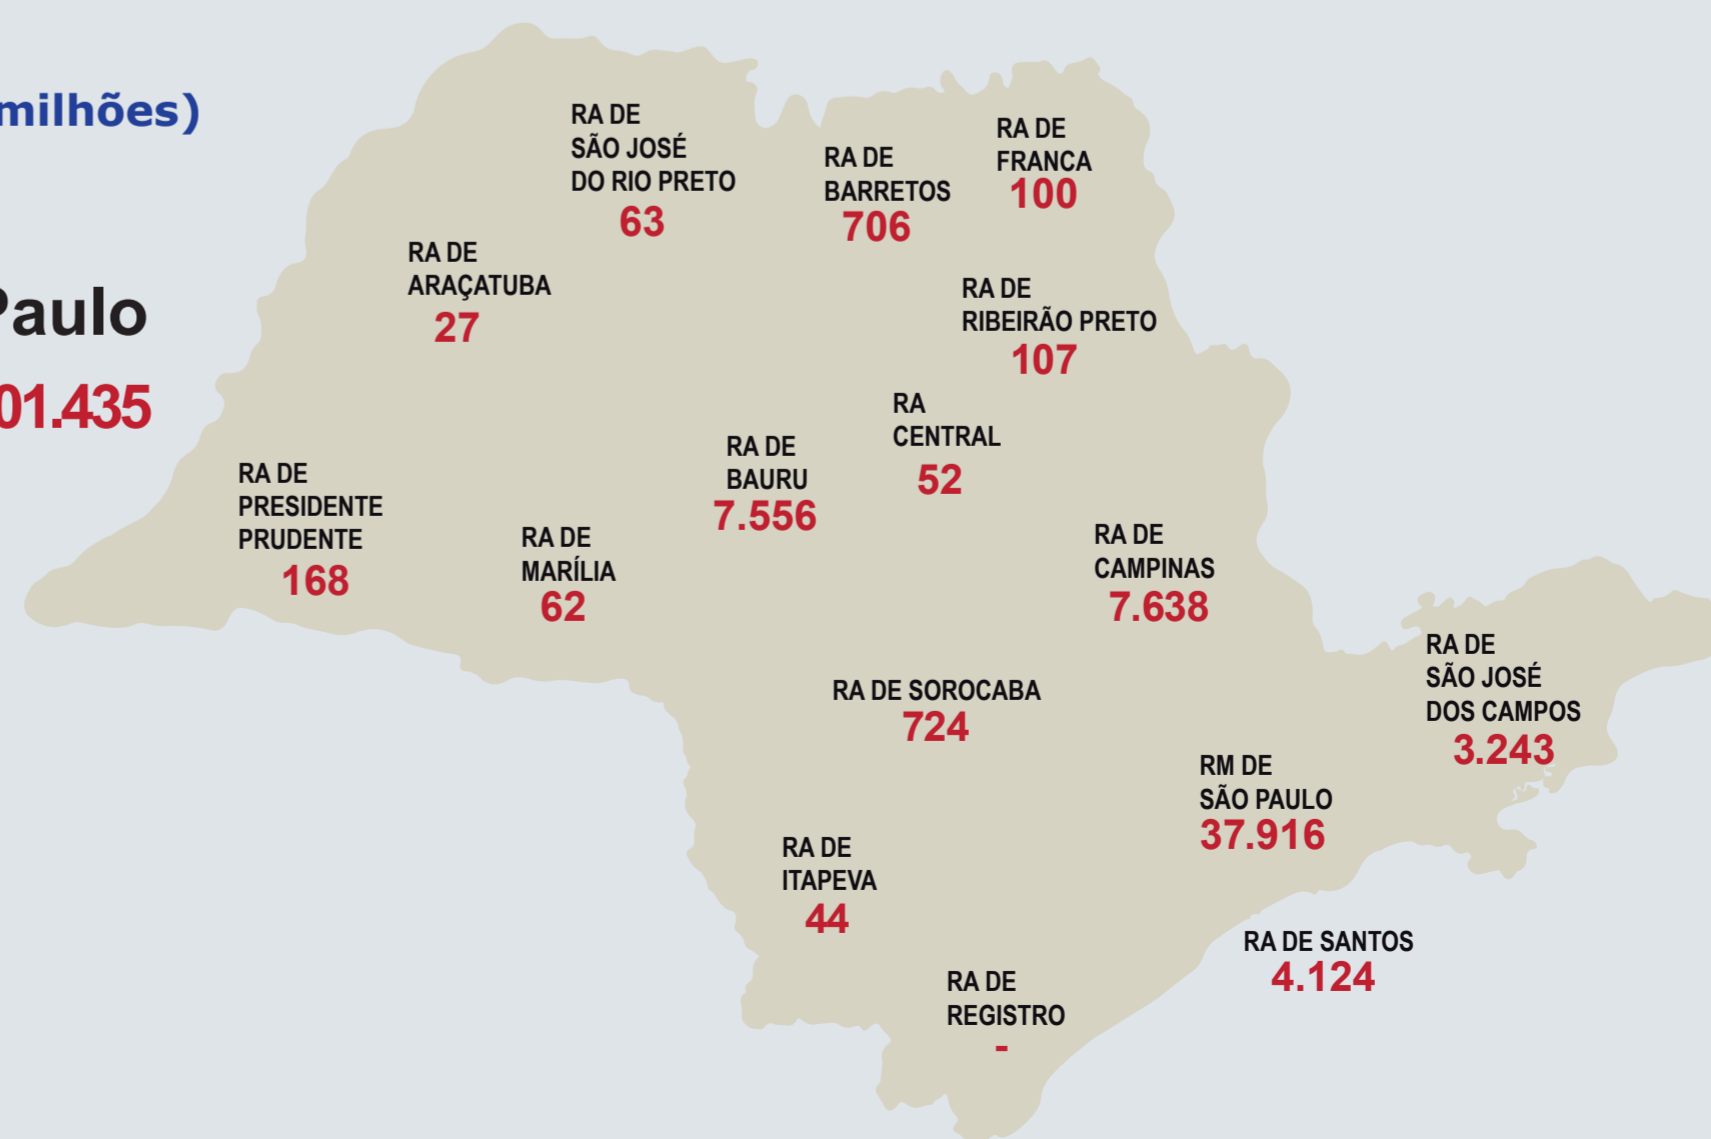 milhões)
Paulo
01.435
RA DE
SÃO JOSÉ
DO RIO PRETO
63
RA DE
BARRETOS
706
RA DE
FRANCA
100
RA DE
ARAÇATUBA
27
RA DE
RIBEIRÃO PRETO
107
RA
CENTRAL
52
RA DE
BAURU
7.556
RA DE
PRESIDENTE
PRUDENTE
168
RA DE
MARÍLIA
62
RA DE
CAMPINAS
7.638
RA DE
SÃO JOSÉ
DOS CAMPOS
3.243
RA DE SOROCABA
724
RM DE
SÃO PAULO
37.916
RA DE
ITAPEVA
44
RA DE SANTOS
4.124
RA DE
REGISTRO
-